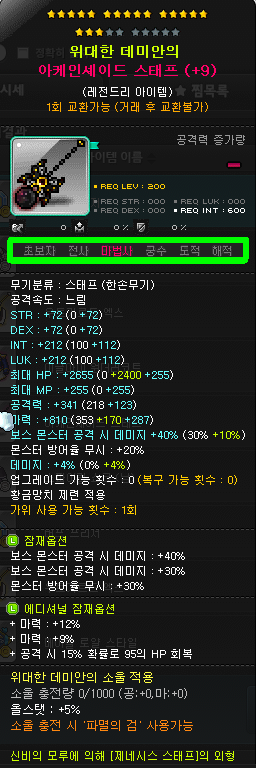 위대한 데미안의
아케인셰이드 스태프 (+9)
(레전드리 아이템)
1회 교환가능 (거래 후 교환불가)
공격력 증가량
REQ LEV : 200
REQ STR : 000 REQ LUK : 000
REQ DEX : 000 REQ INT : 600
0 0% 0%
초보자 전사 마법사 궁수 도적 해적
무기분류 : 스태프 (한손무기)
공격속도 : 느림
STR : +72 (0 +72)
DEX : +72 (0 +72)
INT : +212 (100 +112)
LUK : +212 (100 +112)
최대 HP : +2655 (0 +2400 +255)
최대 MP : +255 (0 +255)
공격력 : +341 (218 +123)
마력 : +810 (353 +170 +287)
보스 몬스터 공격 시 데미지 +40% (30% +10%)
몬스터 방어율 무시 : +20%
데미지 : +4% (0% +4%)
업그레이드 가능 횟수 : 0 (복구 가능 횟수 : 0)
황금망치 제련 적용
가위 사용 가능 횟수 : 1회
잠재옵션
보스 몬스터 공격 시 데미지 : +40%
보스 몬스터 공격 시 데미지 : +30%
몬스터 방어율 무시 : +30%
에디셔널 잠재옵션
+ 마력 : +12%
+ 마력 : +9%
+ 공격 시 15% 확률로 95의 HP 회복
위대한 데미안의 소울 적용
소울 충전량 0/1000 (공:+0,마:+0)
올스탯 : +5%
소울 충전 시 '파멸의 검' 사용가능
신비의 모루에 의해 [제네시스 스태프]의 외형